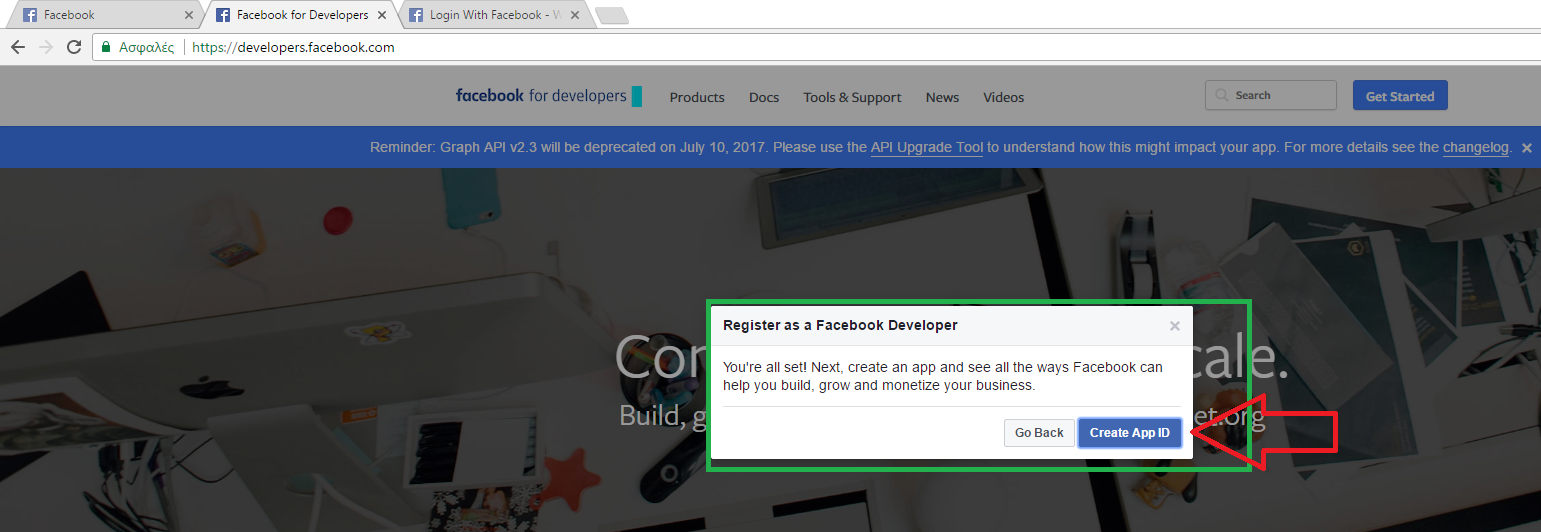 Facebook
Facebook for Developers
Login With Facebook - W
Ασφαλές
https://developers.facebook.com
facebook for developers
Products
Docs
Tools & Support
News
Videos
Search
Get Started
Reminder: Graph API v2.3 will be deprecated on July 10, 2017. Please use the API Upgrade Tool to understand how this might impact your app. For more details see the changelog.
Register as a Facebook Developer
Con
cale.
You're all set! Next, create an app and see all the ways Facebook can
help you build, grow and monetize your business.
Build, g
et.org
Go Back
Create App ID